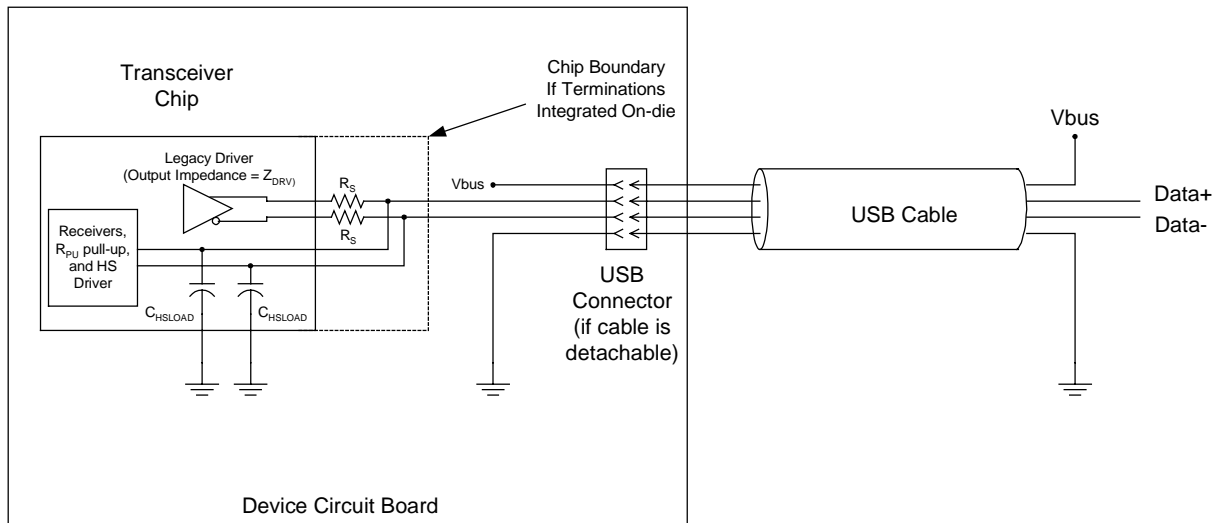 Transceiver
Chip
Chip Boundary
If Terminations
Integrated On-die
Legacy Driver
(Output Impedance = ZDRV)
RS
RS
Receivers,
RPU pull-up,
and HS
Driver
CHSLOAD
CHSLOAD
Vbus
USB
Connector
(if cable is
detachable)
USB Cable
Vbus
Data+
Data-
Device Circuit Board